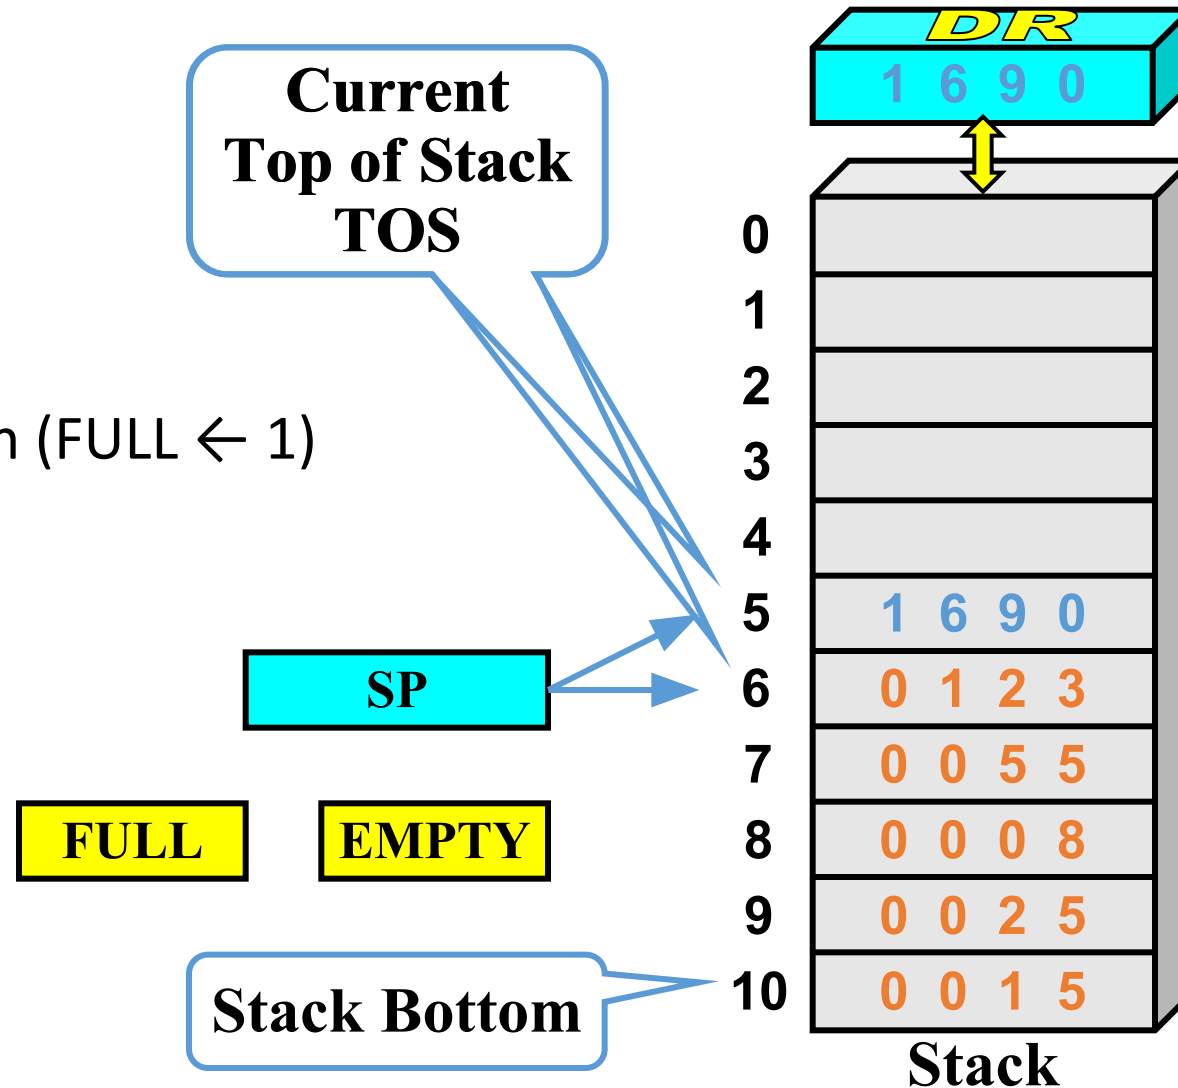 DR
1 6 9 0
Current
Top of Stack
TOS
0
1
2
n (FULL ← 1)
3
4
5 1 6 9 0
SP
6 0 1 2 3
7 0 0 5 5
FULL EMPTY
8 0 0 0 8
9 0 0 2 5
Stack Bottom
10 0 0 1 5
Stack